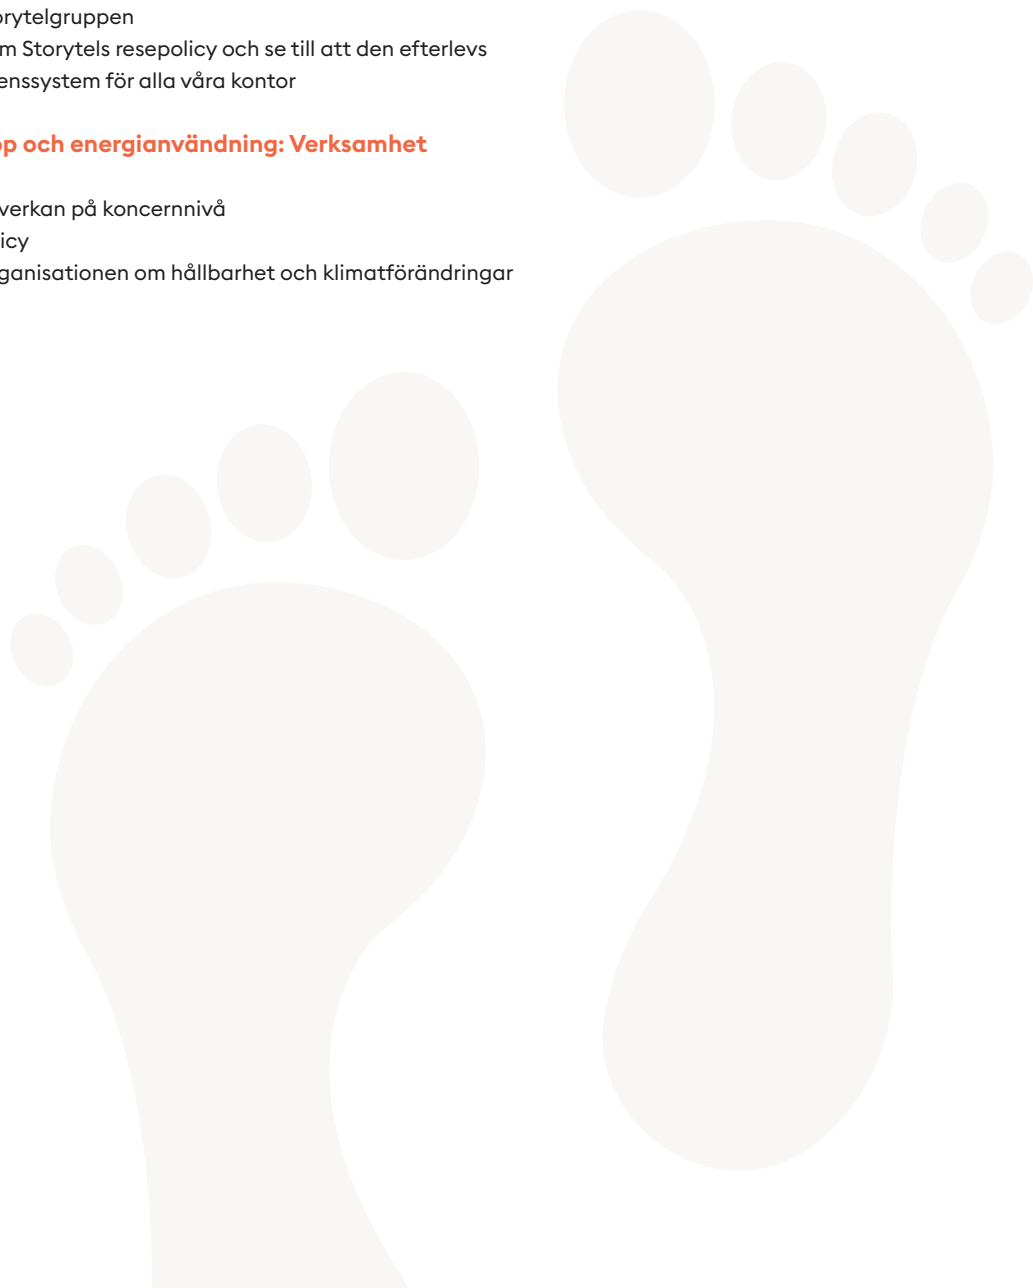 rytelgruppen
m Storytels resepolicy och se till att den efterlevs
enssystem för alla våra kontor
p och energianvändning: Verksamhet
verkan på koncernnivå
icy
ganisationen om hållbarhet och klimatförändringar